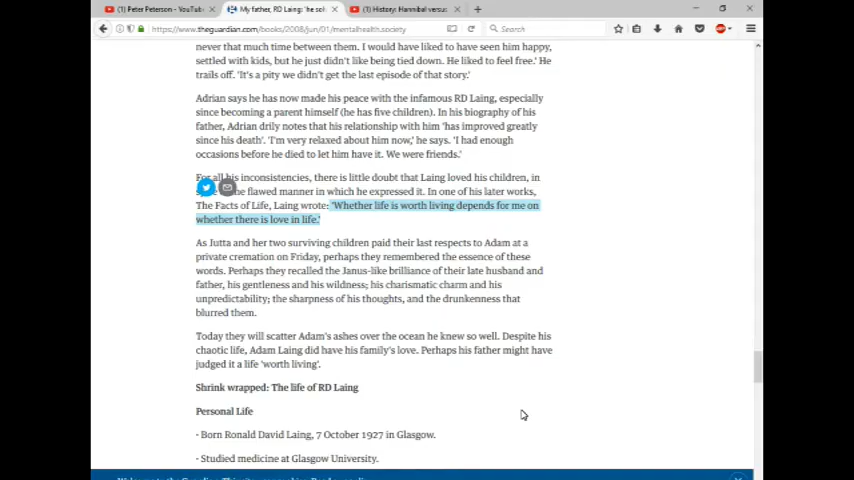 (1) Peter Peterson - YouTube
My father, RD Laing: 'he sol
(1) History: Hannibal versus
https://www.theguardian.com/books/2008/jun/01/mentalhealth.society
Search
never that much time between them. I would have liked to have seen him happy,
settled with kids, but he just didn't like being tied down. He liked to feel free.' He
trails off. 'It's a pity we didn't get the last episode of that story.'
Adrian says he has now made his peace with the infamous RD Laing, especially
since becoming a parent himself (he has five children). In his biography of his
father, Adrian drily notes that his relationship with him 'has improved greatly
since his death'. 'I'm very relaxed about him now,' he says. 'I had enough
occasions before he died to let him have it. We were friends.'
For all his inconsistencies, there is little doubt that Laing loved his children, in
he flawed manner in which he expressed it. In one of his later works,
The Facts of Life, Laing wrote: 'Whether life is worth living depends for me on
whether there is love in life.'
As Jutta and her two surviving children paid their last respects to Adam at a
private cremation on Friday, perhaps they remembered the essence of these
words. Perhaps they recalled the Janus-like brilliance of their late husband and
father, his gentleness and his wildness; his charismatic charm and his
unpredictability; the sharpness of his thoughts, and the drunkenness that
blurred them.
Today they will scatter Adam's ashes over the ocean he knew so well. Despite his
chaotic life, Adam Laing did have his family's love. Perhaps his father might have
judged it a life 'worth living'.
Shrink wrapped: The life of RD Laing
Personal Life
· Born Ronald David Laing, 7 October 1927 in Glasgow.
· Studied medicine at Glasgow University.